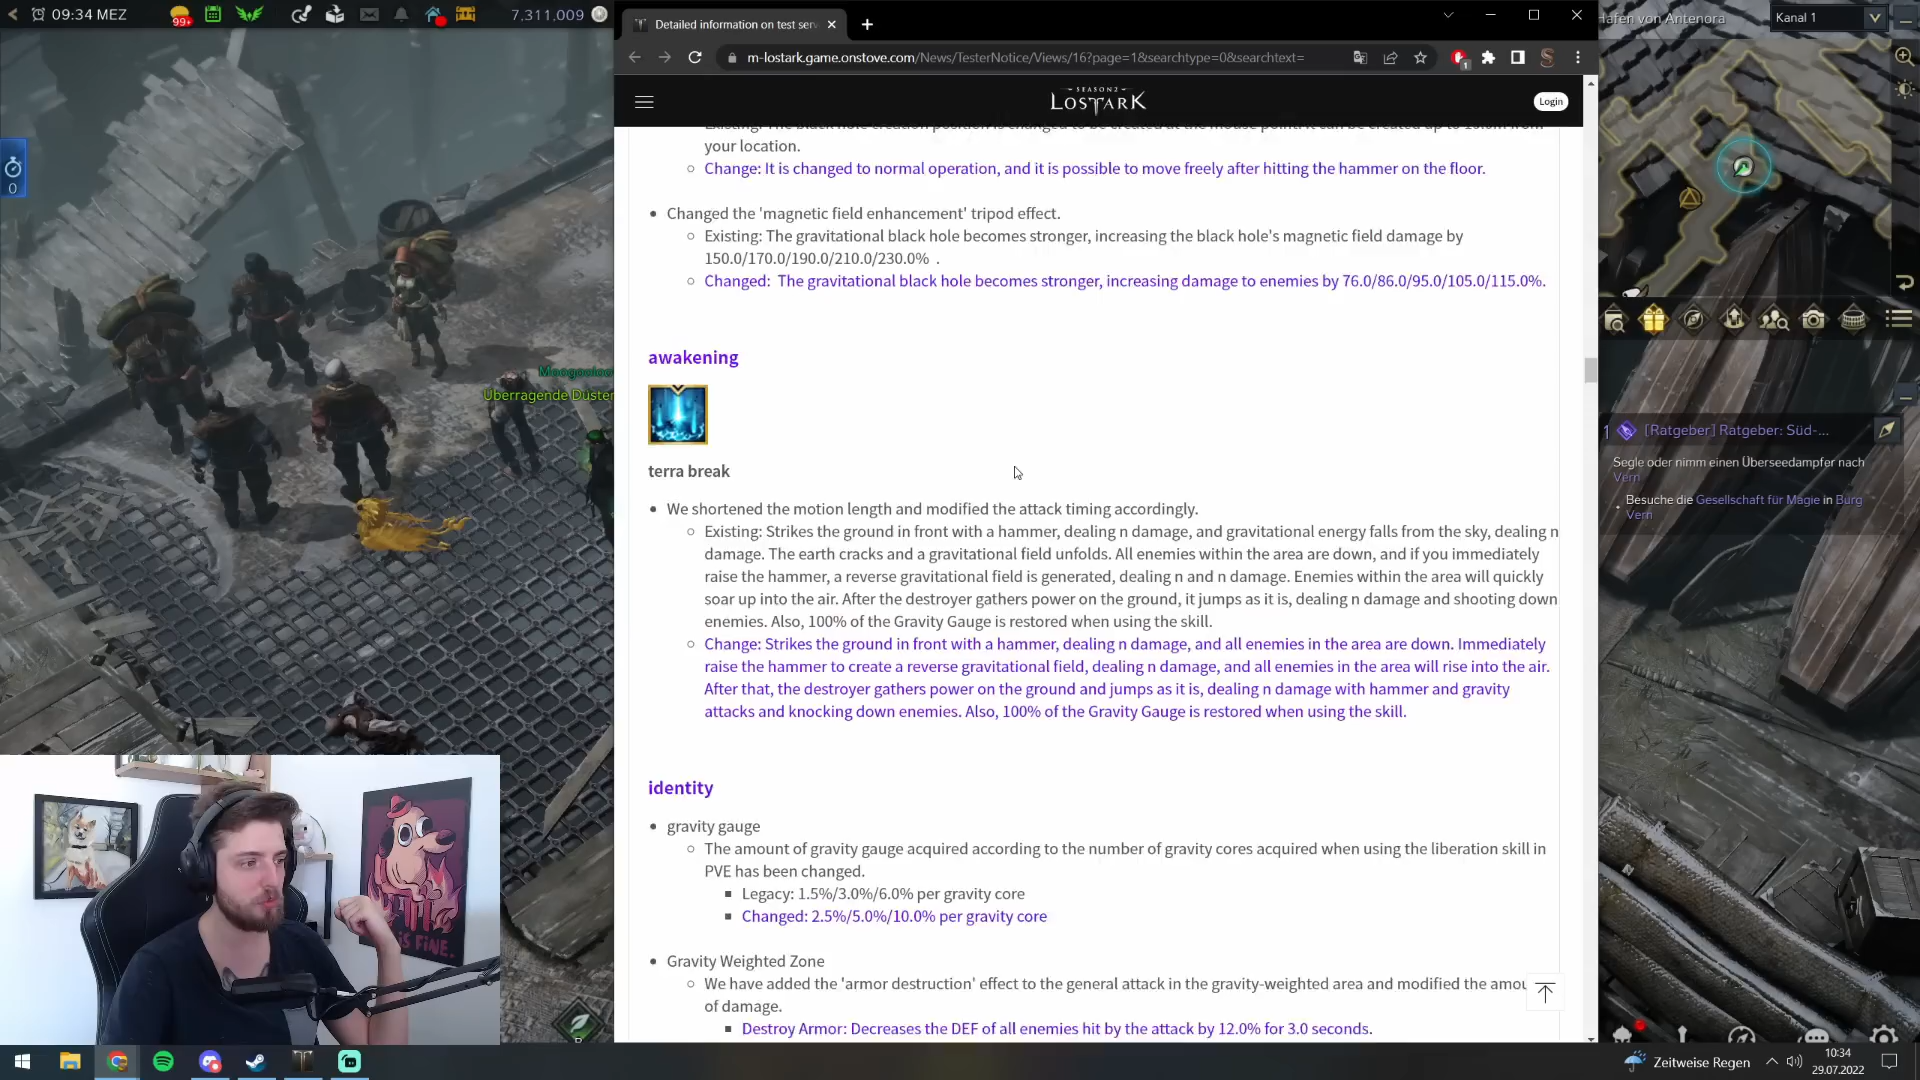 09:34 MEZ
99+
7,311,009
Detailed information on test serv
m-lostark.game.onstove.com/News/TesterNotice/Views/16?page=1&searchtype=0&searchtext=
1
Hafen von Antenora
Kanal 1
SEASON2
LOSTARK
Login
0
your location.
Change: It is changed to normal operation, and it is possible to move freely after hitting the hammer on the floor.
Changed the 'magnetic field enhancement' tripod effect.
Existing: The gravitational black hole becomes stronger, increasing the black hole's magnetic field damage by
150.0/170.0/190.0/210.0/230.0% .
Changed: The gravitational black hole becomes stronger, increasing damage to enemies by 76.0/86.0/95.0/105.0/115.0%.
awakening
terra break
We shortened the motion length and modified the attack timing accordingly.
Existing: Strikes the ground in front with a hammer, dealing n damage, and gravitational energy falls from the sky, dealing n
damage. The earth cracks and a gravitational field unfolds. All enemies within the area are down, and if you immediately
raise the hammer, a reverse gravitational field is generated, dealing n and n damage. Enemies within the area will quickly
soar up into the air. After the destroyer gathers power on the ground, it jumps as it is, dealing n damage and shooting down
enemies. Also, 100% of the Gravity Gauge is restored when using the skill.
Change: Strikes the ground in front with a hammer, dealing n damage, and all enemies in the area are down. Immediately
raise the hammer to create a reverse gravitational field, dealing n damage, and all enemies in the area will rise into the air.
After that, the destroyer gathers power on the ground and jumps as it is, dealing n damage with hammer and gravity
attacks and knocking down enemies. Also, 100% of the Gravity Gauge is restored when using the skill.
identity
gravity gauge
The amount of gravity gauge acquired according to the number of gravity cores acquired when using the liberation skill in
PVE has been changed.
Legacy: 1.5%/3.0%/6.0% per gravity core
Changed: 2.5%/5.0%/10.0% per gravity core
Gravity Weighted Zone
We have added the 'armor destruction' effect to the general attack in the gravity-weighted area and modified the amou
of damage.
Destroy Armor: Decreases the DEF of all enemies hit by the attack by 12.0% for 3.0 seconds.
Überragende Düster
1
[Ratgeber] Ratgeber: Süd-...
Segle oder nimm einen Überseedampfer nach
Vern
Besuche die Gesellschaft für Magie in Burg
Vern
IS FINE.
Zeitweise Regen
10:34
29.07.2022